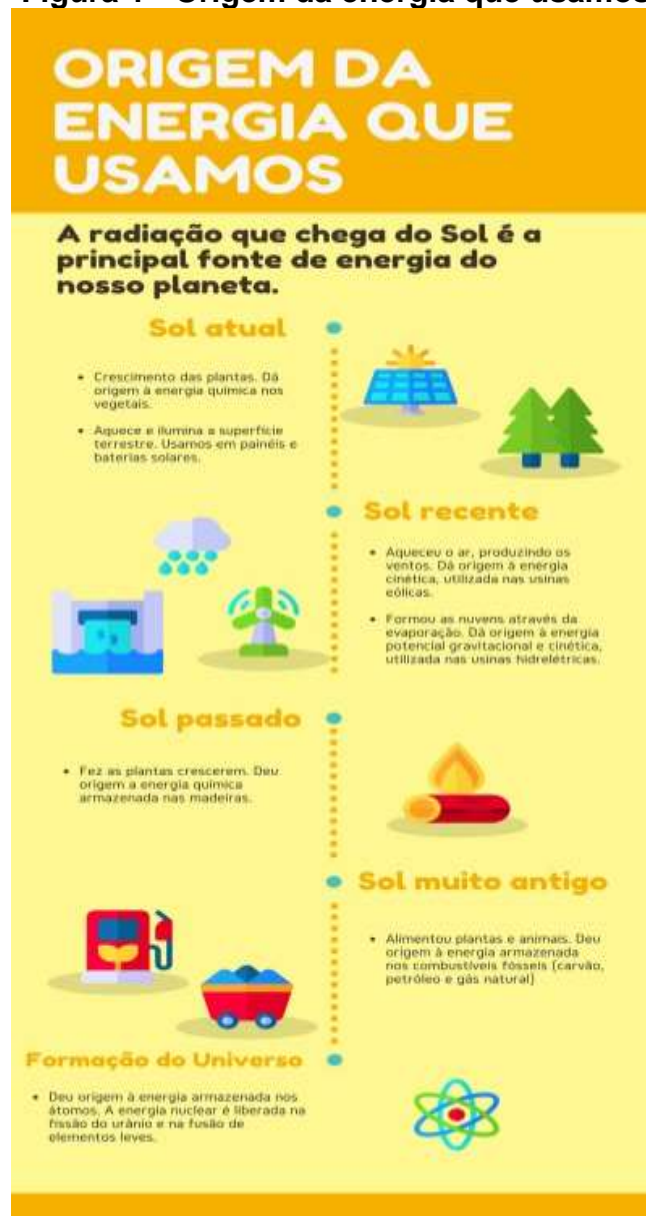 Figura 1 - Origem da energia que usamos
ORIGEM DA
ENERGIA QUE
USAMOS
A radiação que chega do Sol é a
principal fonte de energia do
nosso planeta.
Sol atual
• Crescimento das plantas. Dá
origem à energia química nos
vegetais.
• Aquece e ilumina a superfície
terrestre. Usamos em painéis e
baterias solares.
Sol recente
• Aqueceu o ar, produzindo os
ventos. Dá origem à energia
cinética, utilizada nas usinas
eólicas.
• Formou as nuvens através da
evaporação. Dá origem à energia
potencial gravitacional e cinética,
utilizada nas usinas hidrelétricas.
Sol passado
• Fez as plantas crescerem. Deu
origem a energia química
armazenada nas madeiras.
Sol muito antigo
• Alimentou plantas e animais. Deu
origem à energia armazenada
nos combustíveis fósseis (carvão,
petróleo e gás natural)
Formação do Universo
• Deu origem à energia armazenada nos
átomos. A energia nuclear é liberada na
fissão do urânio e na fusão de
elementos leves.